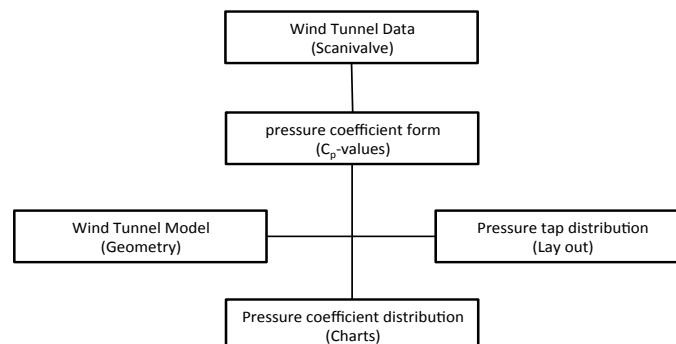 Wind Tunnel Data
(Scanivalve)
pressure coefficient form
(Cₚ-values)
Wind Tunnel Model
(Geometry)
Pressure tap distribution
(Lay out)
Pressure coefficient distribution
(Charts)